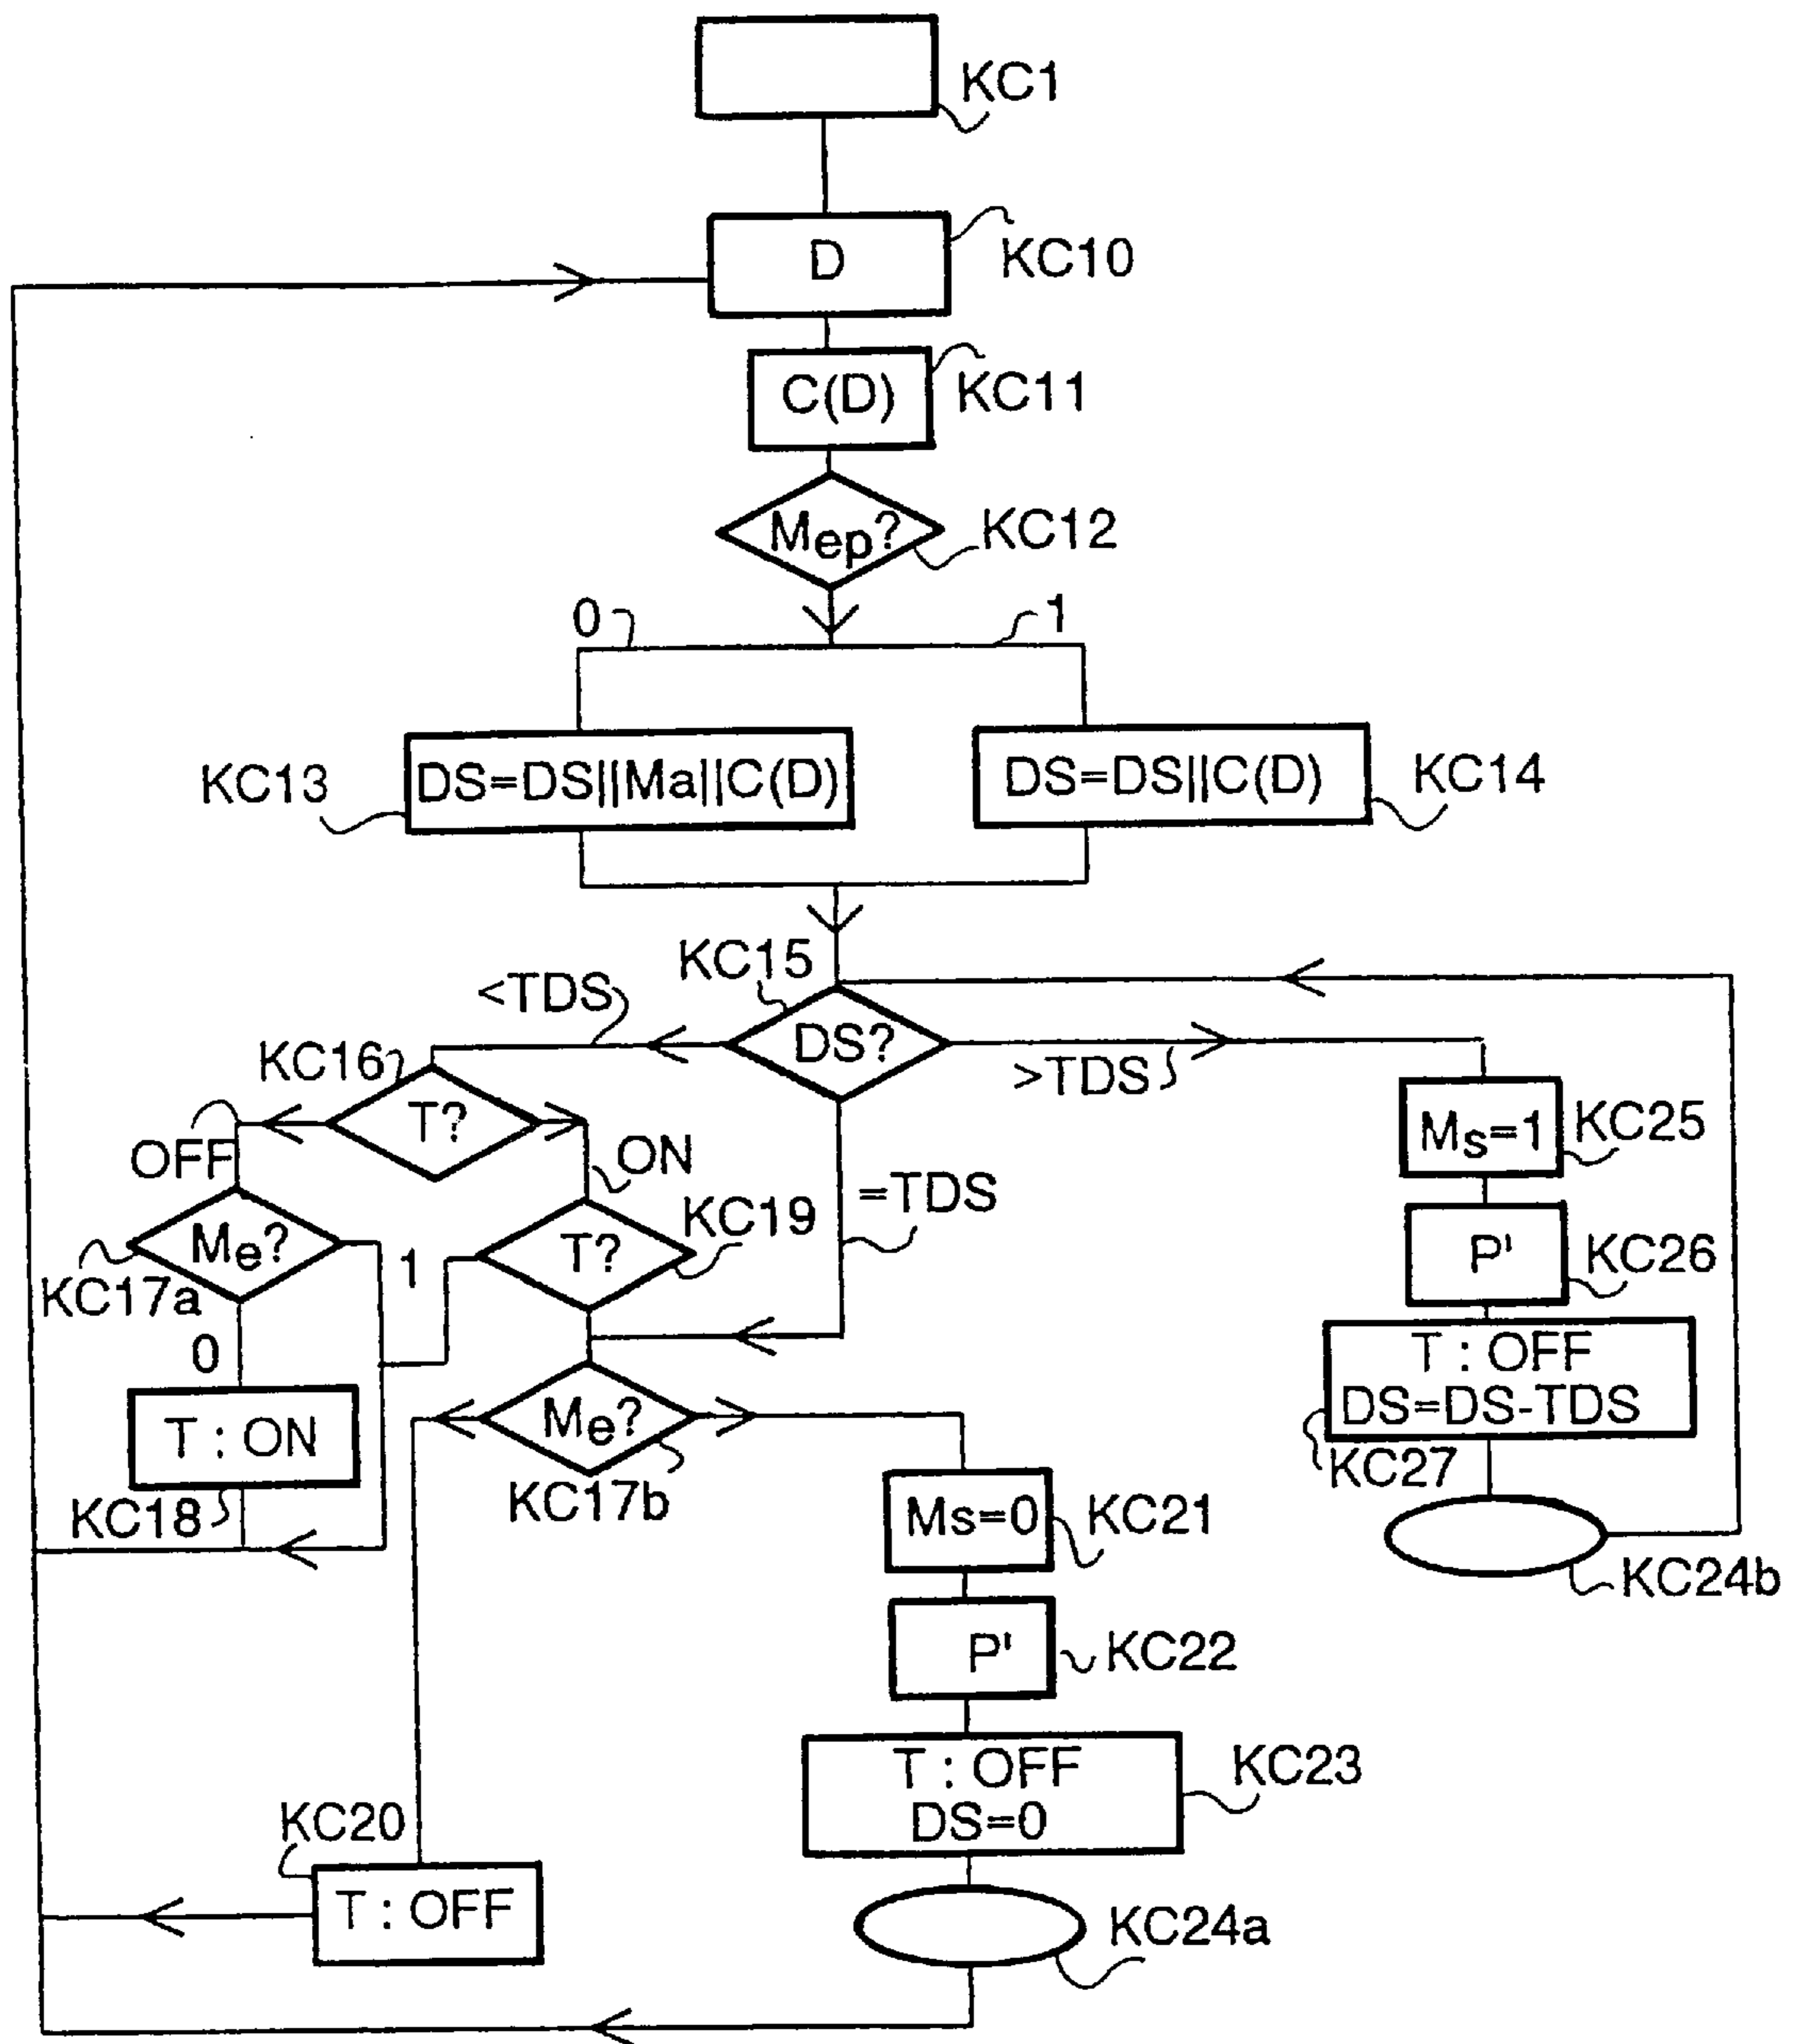 KC1
D
KC10
C(D)
KC11
Mep?
KC12
0
1
KC13
DS=DS||Ma||C(D)
DS=DS||C(D)
KC14
KC15
<TDS
DS?
>TDS
KC16
T?
OFF
ON
Ms=1
KC25
=TDS
KC19
Me?
1
T?
P'
KC26
KC17a
0
T : OFF
DS=DS-TDS
T : ON
Me?
KC27
KC17b
KC18
Ms=0
KC21
KC24b
P'
KC22
T : OFF
DS=0
KC23
KC20
T : OFF
KC24a